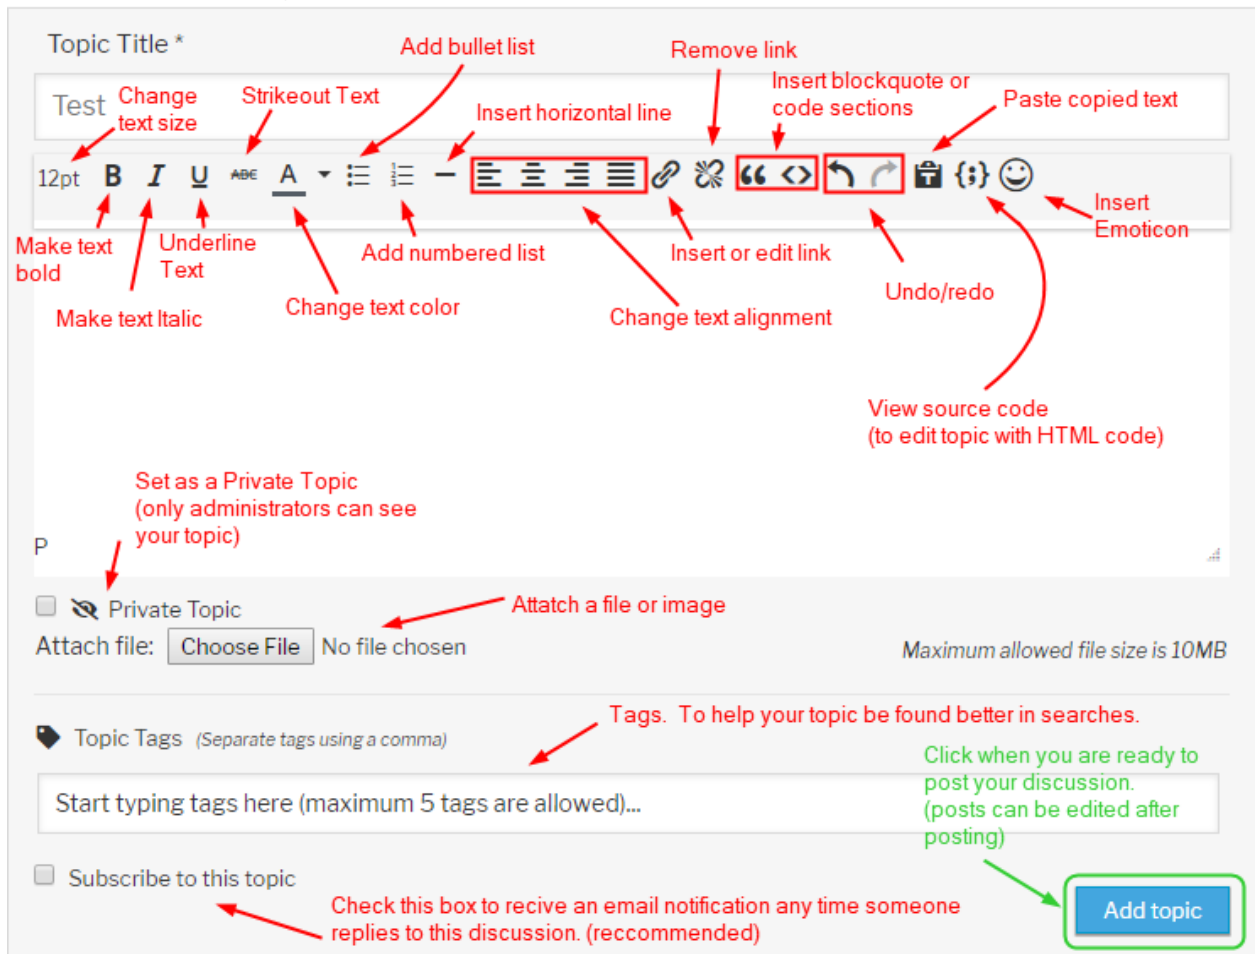 Topic Title *
Add bullet list
Remove link
Test
Change
text size
Strikeout Text
Insert horizontal line
Insert blockquote or
code sections
Paste copied text
12pt B I U ABC A
Make text
bold
Underline
Text
Add numbered list
Insert or edit link
Insert
Emoticon
Make text Italic
Change text color
Change text alignment
Undo/redo
View source code
(to edit topic with HTML code)
Set as a Private Topic
(only administrators can see
your topic)
P
Private Topic
Attatch a file or image
Attach file: Choose File No file chosen
Maximum allowed file size is 10MB
Tags. To help your topic be found better in searches.
Topic Tags (Separate tags using a comma)
Click when you are ready to
post your discussion.
(posts can be edited after
posting)
Start typing tags here (maximum 5 tags are allowed)...
Subscribe to this topic
Check this box to recive an email notification any time someone
replies to this discussion. (reccommended)
Add topic